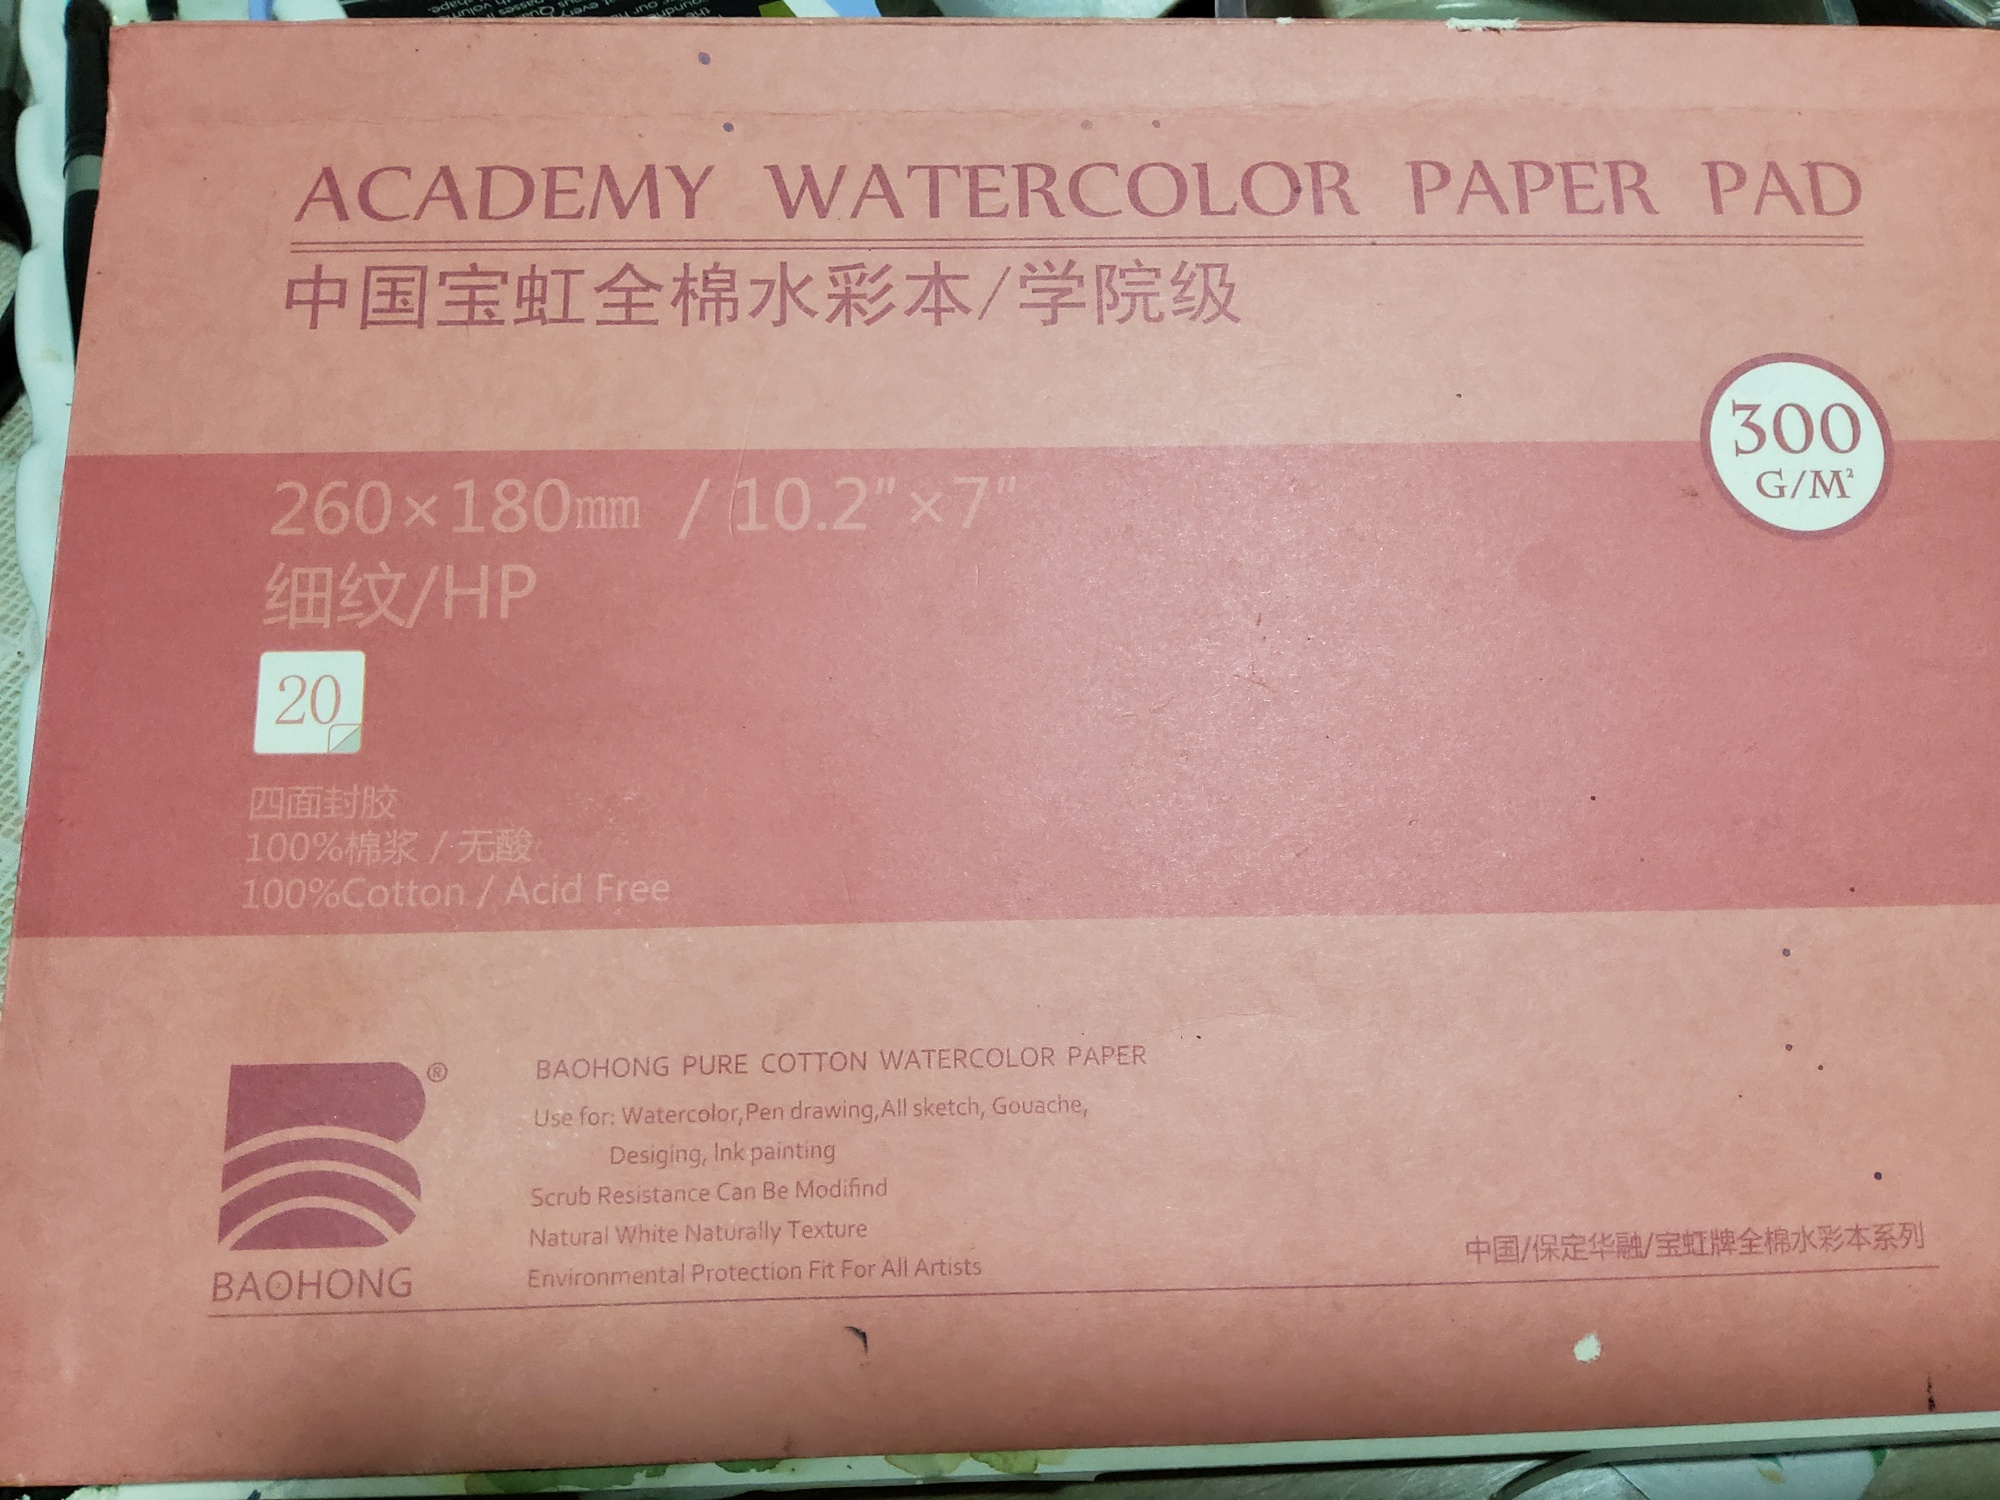 ACADEMY WATERCOLOR PAPER PAD
中国宝虹全棉水彩本/学院级
300
G/M²
260×180mm / 10.2"×7"
细纹/HP
20
四面封胶
100%棉浆 / 无酸
100%Cotton / Acid Free
®
BAOHONG
BAOHONG PURE COTTON WATERCOLOR PAPER
Use for: Watercolor,Pen drawing,All sketch, Gouache,
Desiging, Ink painting
Scrub Resistance Can Be Modifind
Natural White Naturally Texture
Environmental Protection Fit For All Artists
中国/保定华融/宝虹牌全棉水彩本系列